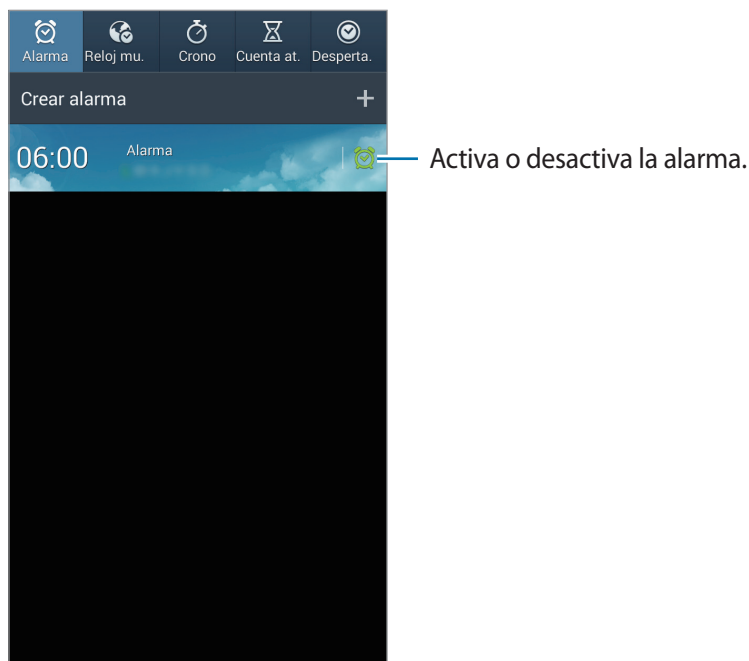 Alarma Reloj mu. Crono Cuenta at. Desperta.
Crear alarma
06:00 Alarma
Activa o desactiva la alarma.